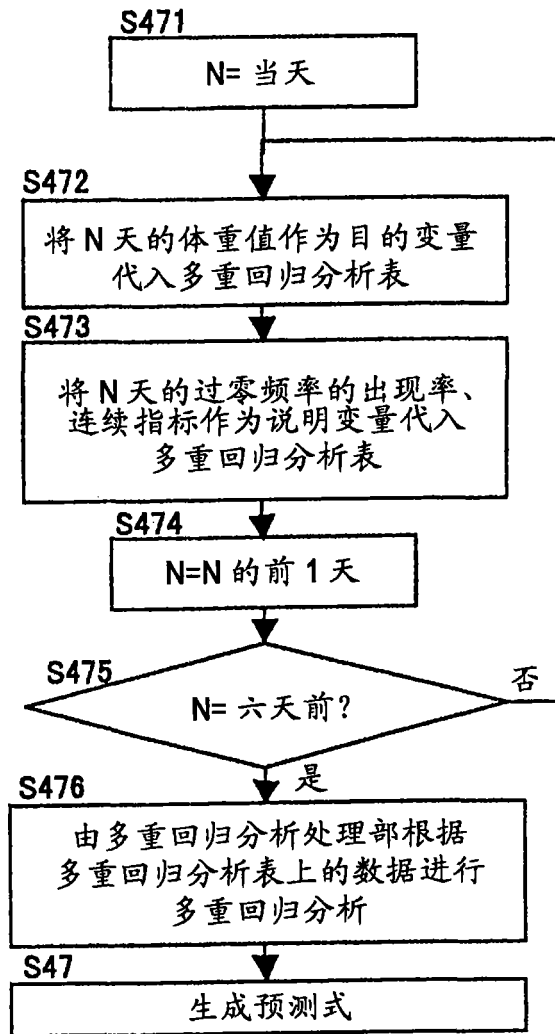 S471
N= 当天
S472
将 N 天的体重值作为目的变量
代入多重回归分析表
S473
将 N 天的过零频率的出现率、
连续指标作为说明变量代入
多重回归分析表
S474
N=N 的前 1 天
S475
N= 六天前?
否
是
S476
由多重回归分析处理部根据
多重回归分析表上的数据进行
多重回归分析
S47
生成预测式